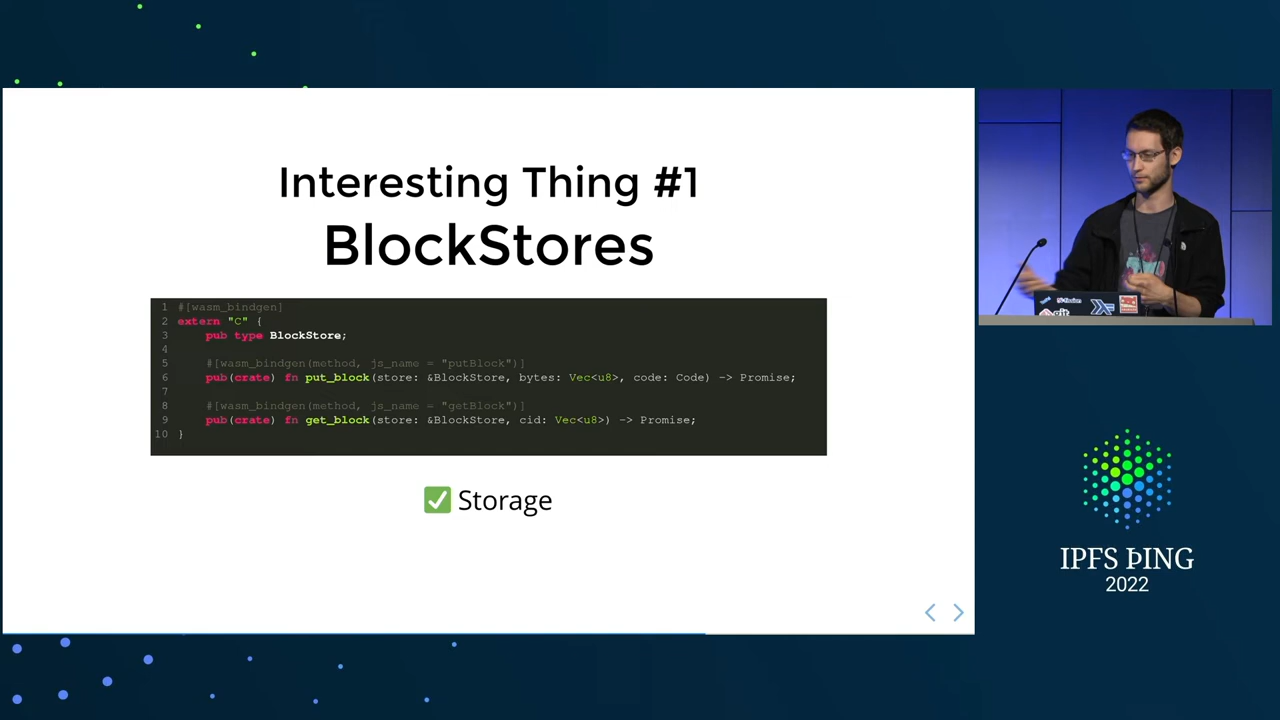 Interesting Thing #1
BlockStores
1 #[wasm_bindgen]
2 extern "C" {
3 pub type BlockStore;
4
5 #[wasm_bindgen(method, js_name = "putBlock")]
6 pub(crate) fn put_block(store: &BlockStore, bytes: Vec<u8>, code: Code) -> Promise;
7
8 #[wasm_bindgen(method, js_name = "getBlock")]
9 pub(crate) fn get_block(store: &BlockStore, cid: Vec<u8>) -> Promise;
10 }
✅ Storage
git
IPFS ÞING
2022